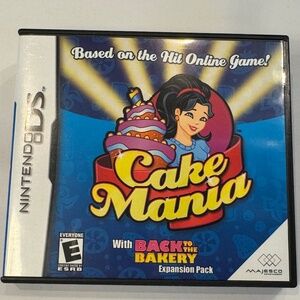 Based on the Hit Online Game!
NINTENDO DS
Cake
Mania
With BACK TO THE
BAKERY
Expansion Pack
EVERYONE
E
ESRB
MAJESCO